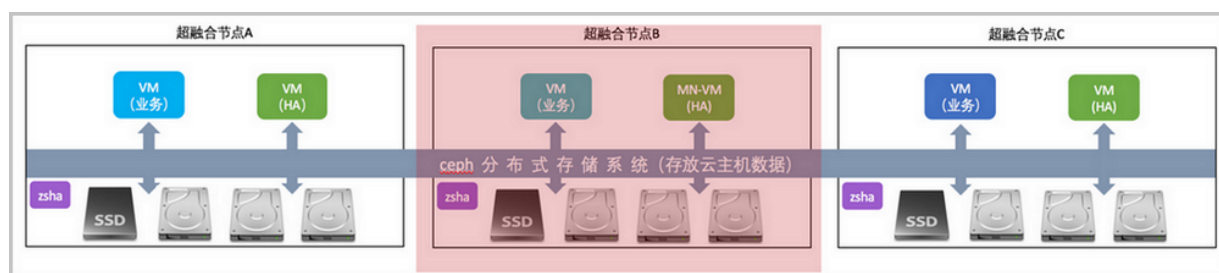 超融合节点A
VM
（业务）
VM
（HA）
zsha
SSD
超融合节点B
VM
（业务）
MN-VM
（HA）
ceph 分 布 式 存 储 系 统（存放云主机数据）
zsha
SSD
超融合节点C
VM
（业务）
VM
（HA）
zsha
SSD